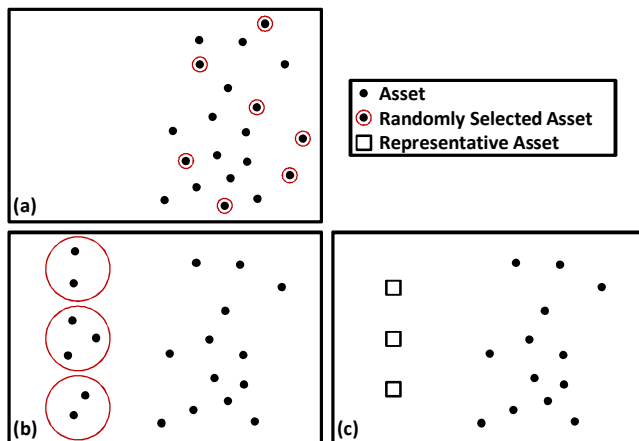 Asset
Randomly Selected Asset
Representative Asset
(a)
(b)
(c)